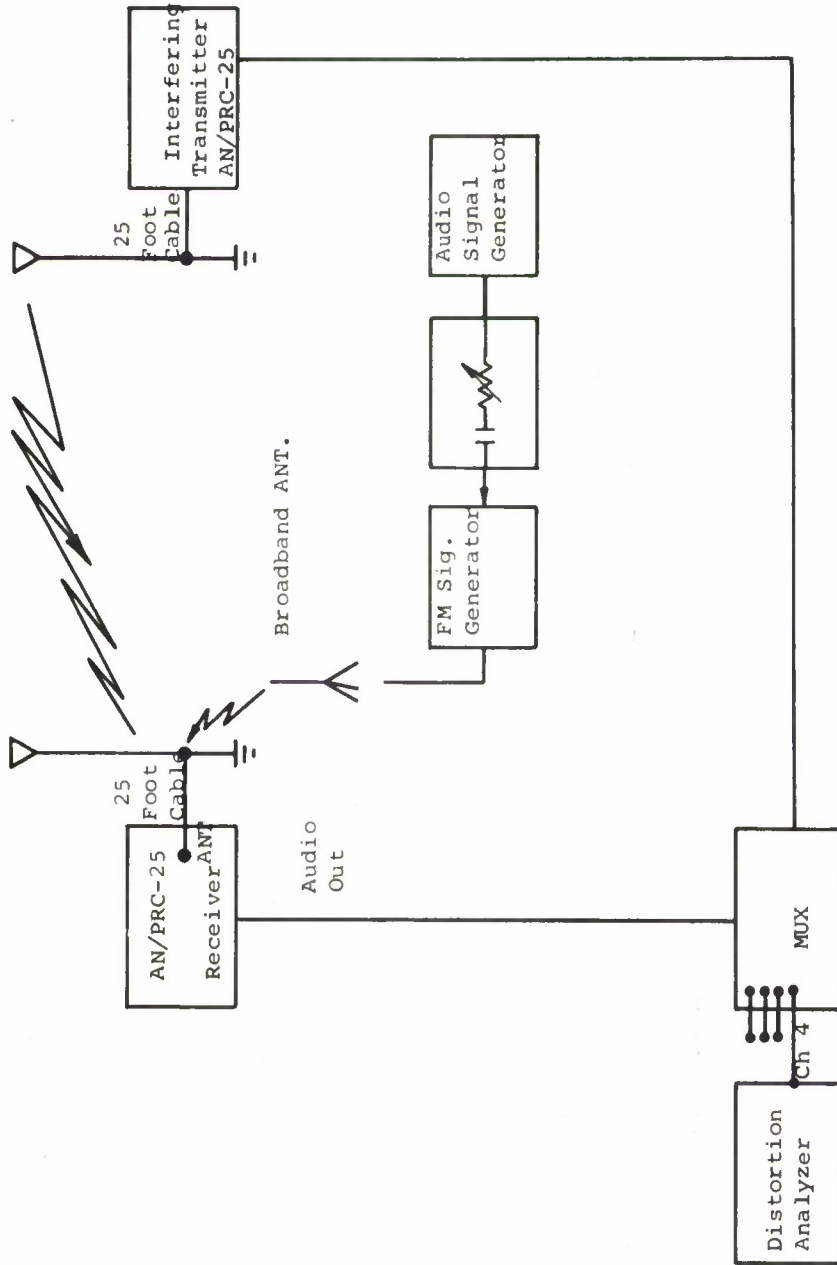 25
Foot
Cable
Interfering
Transmitter
AN/PRC-25
25
Foot
Cable
AN/PRC-25
ANT
Receiver
Broadband ANT.
Audio
Out
FM Sig.
Generator
Audio
Signal
Generator
Distortion
Analyzer
Ch 4
MUX